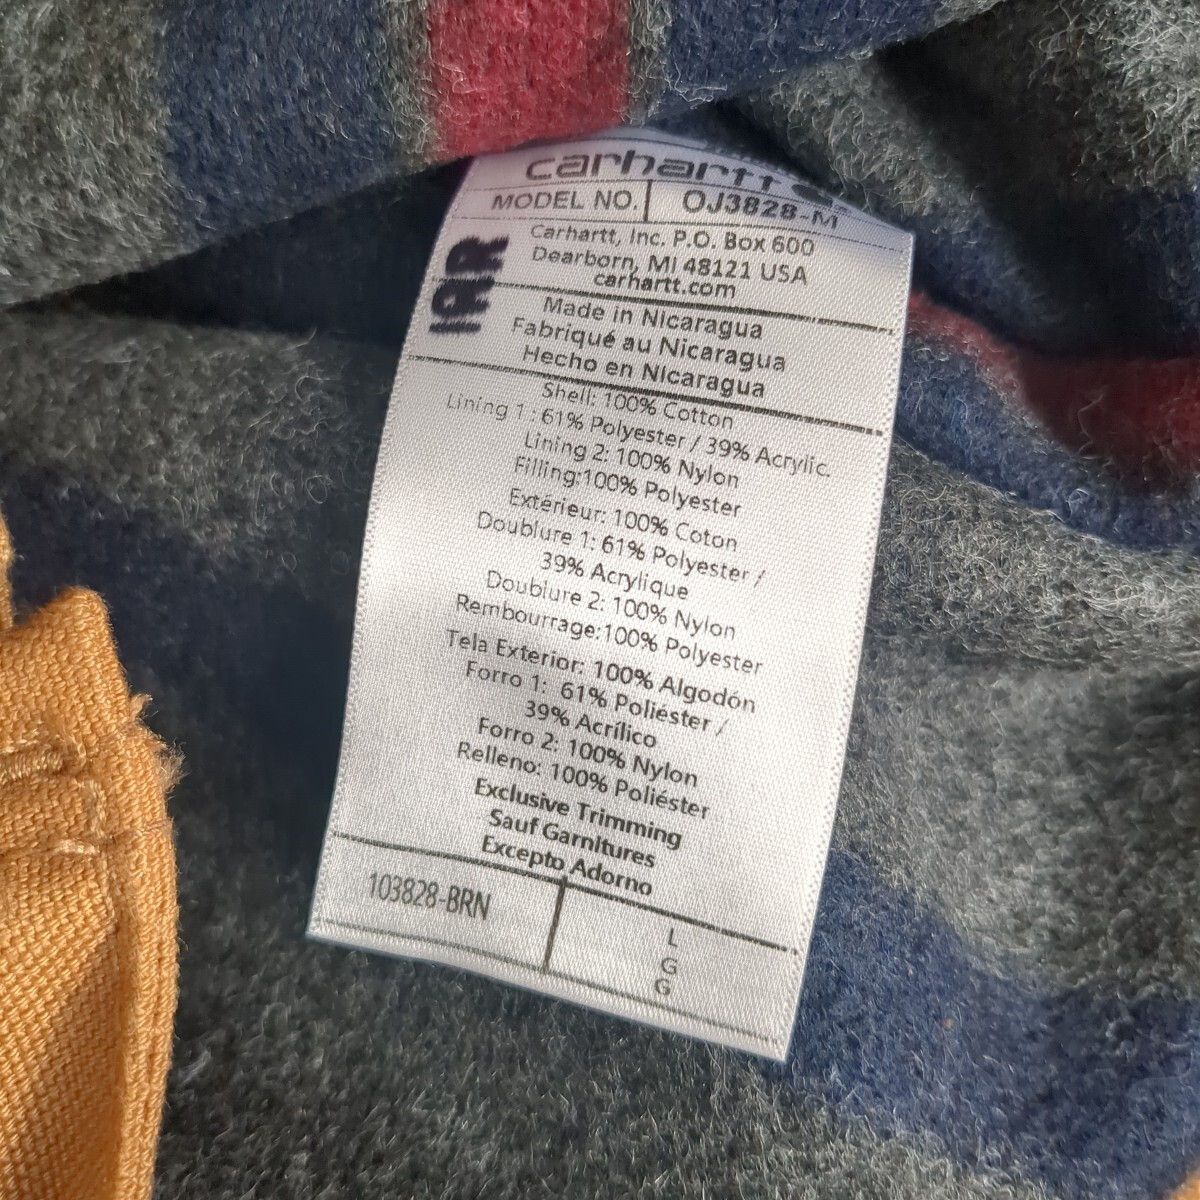 carhartt
MODEL NO. OJ3828-M
Carhartt, Inc. P.O. Box 600
Dearborn, MI 48121 USA
carhartt.com
Made in Nicaragua
Fabriqué au Nicaragua
Hecho en Nicaragua
Shell: 100% Cotton
Lining 1 : 61% Polyester / 39% Acrylic.
Lining 2: 100% Nylon
Filling:100% Polyester
Extérieur: 100% Coton
Doublure 1: 61% Polyester /
39% Acrylique
Doublure 2: 100% Nylon
Rembourrage:100% Polyester
Tela Exterior: 100% Algodón
Forro 1: 61% Poliéster /
39% Acrílico
Forro 2: 100% Nylon
Relleno: 100% Poliéster
Exclusive Trimming
Sauf Garnitures
Excepto Adorno
103828-BRN
L
G
G